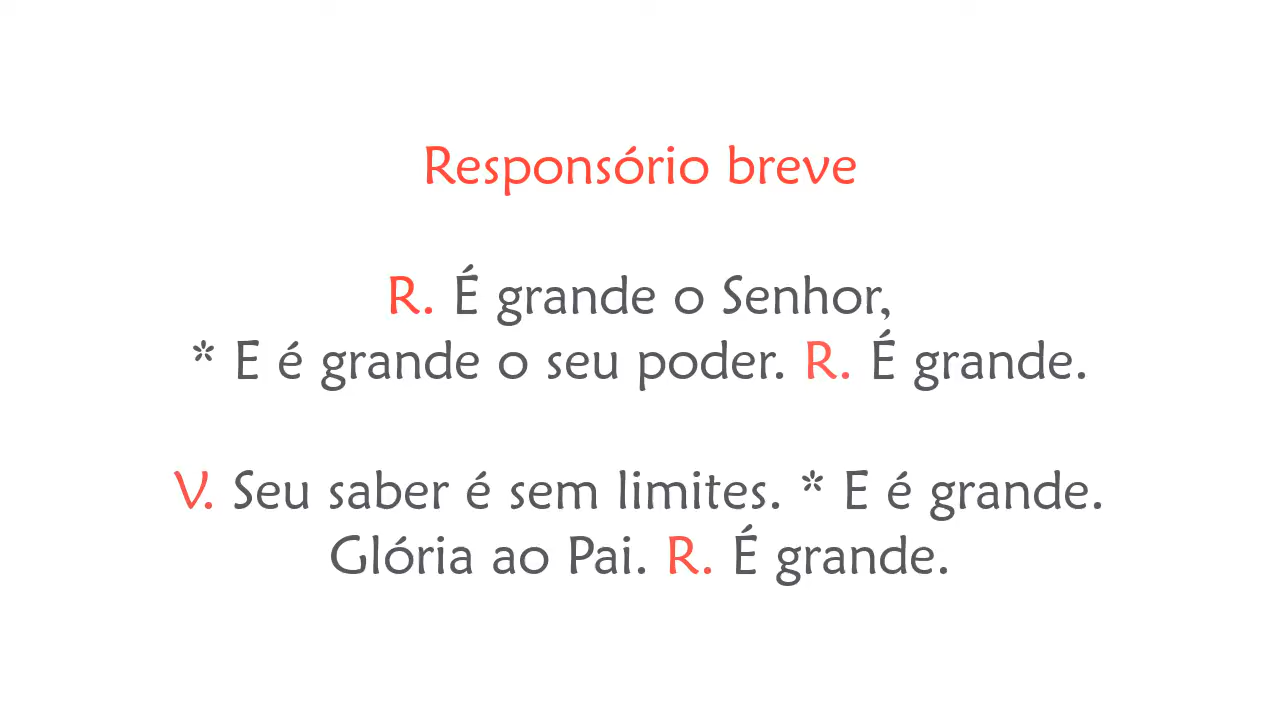 Responsório breve
R. É grande o Senhor,
* E é grande o seu poder. R. É grande.
V. Seu saber é sem limites. * E é grande.
Glória ao Pai. R. É grande.